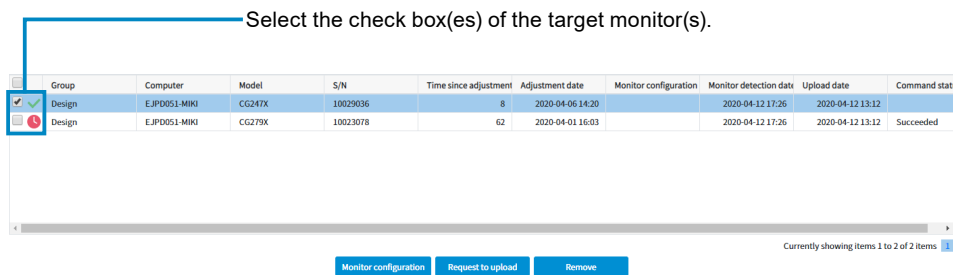 Select the check box(es) of the target monitor(s).
Group Computer Model S/N Time since adjustment Adjustment date Monitor configuration Monitor detection date Upload date Command stat
Design EJPD051-MIKI CG247X 10029036 8 2020-04-06 14:20 2020-04-12 17:26 2020-04-12 13:12
Design EJPD051-MIKI CG279X 10023078 62 2020-04-01 16:03 2020-04-12 17:26 2020-04-12 13:12 Succeeded
Currently showing items 1 to 2 of 2 items 1
Monitor configuration Request to upload Remove